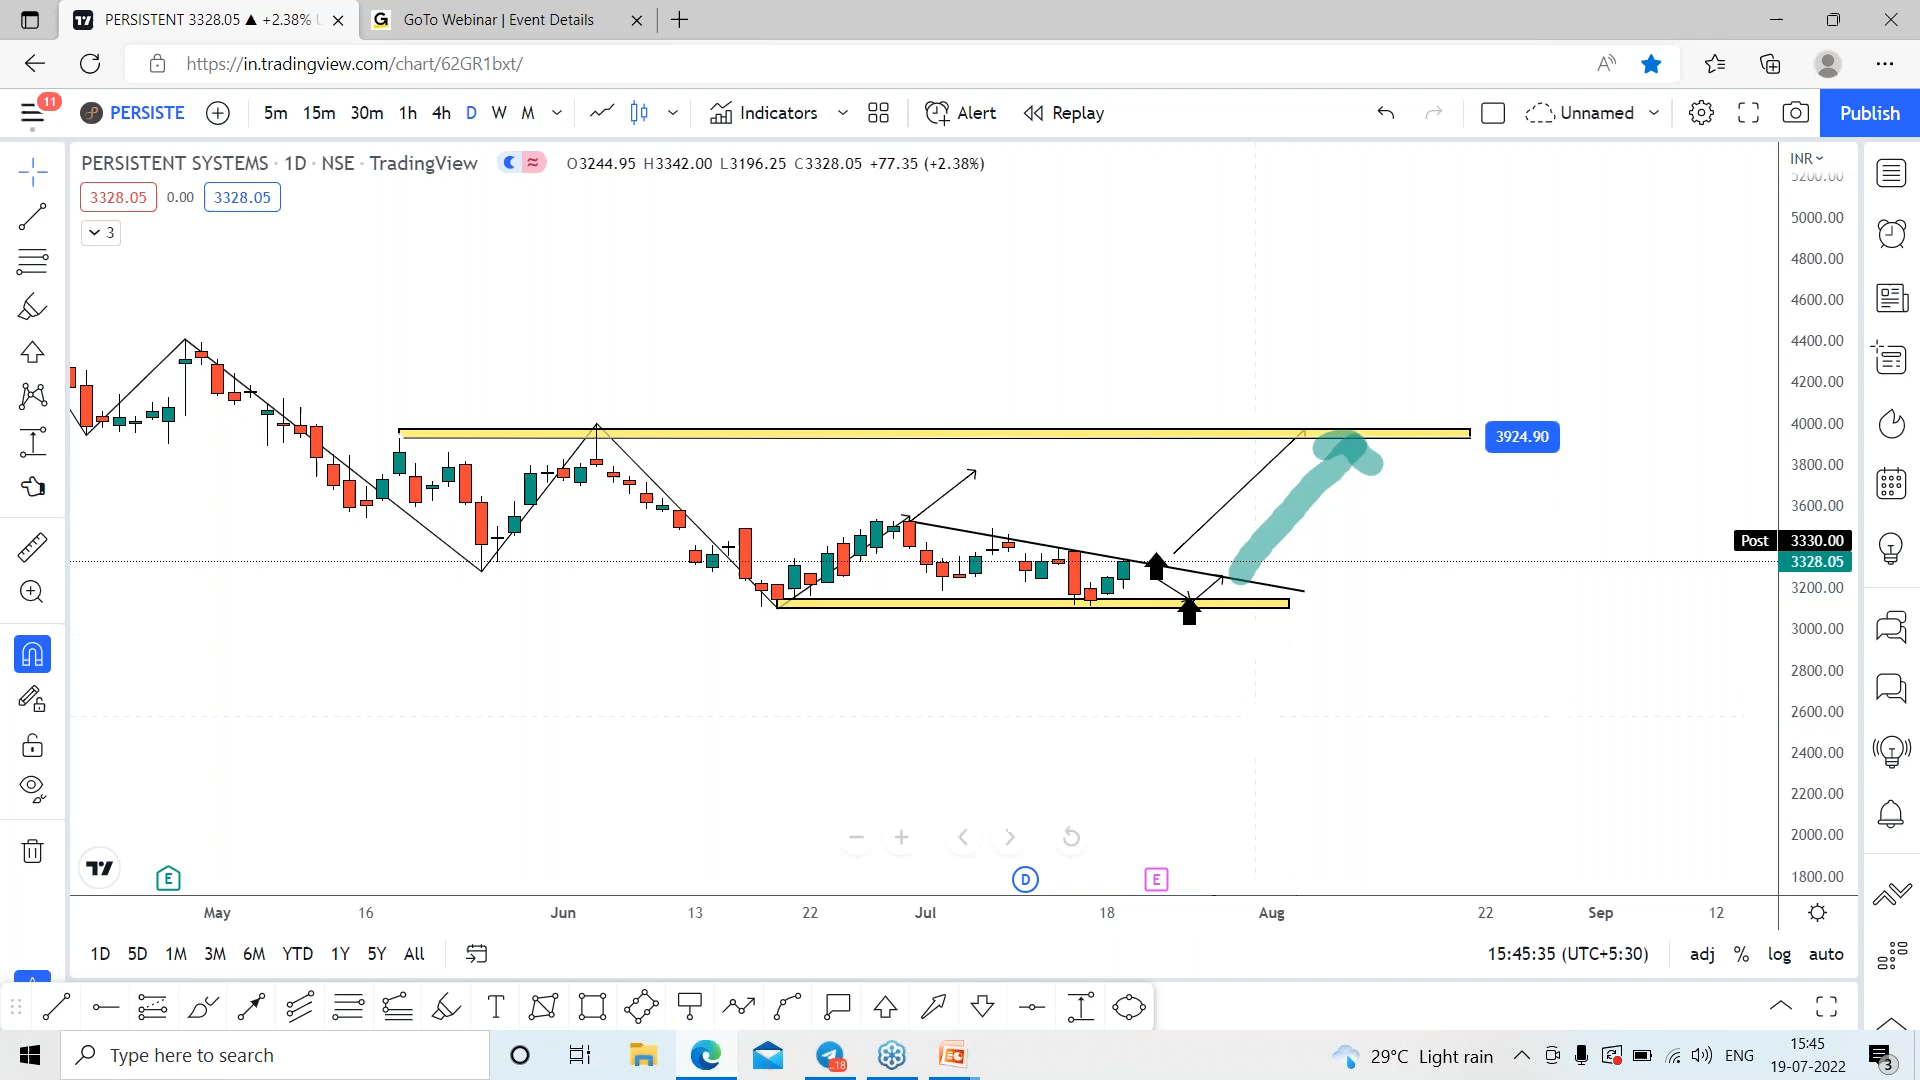 PERSISTENT 3328.05 ▲ +2.38% U
GoTo Webinar | Event Details
https://in.tradingview.com/chart/62GR1bxt/
11
PERSISTE
5m 15m 30m 1h 4h D W M
Indicators
Alert
Replay
Unnamed
Publish
PERSISTENT SYSTEMS · 1D · NSE · TradingView
O3244.95 H3342.00 L3196.25 C3328.05 +77.35 (+2.38%)
3328.05 0.00 3328.05
3
INR
5200.00
5000.00
4800.00
4600.00
4400.00
4200.00
4000.00
3924.90
3800.00
3600.00
Post 3330.00
3328.05
3200.00
3000.00
2800.00
2600.00
2400.00
2200.00
2000.00
1800.00
E D E
May 16 Jun 13 22 Jul 18 Aug 22 Sep 12
1D 5D 1M 3M 6M YTD 1Y 5Y All
15:45:35 (UTC+5:30)
adj % log auto
Type here to search
..18
29°C Light rain
ENG
15:45
19-07-2022
3